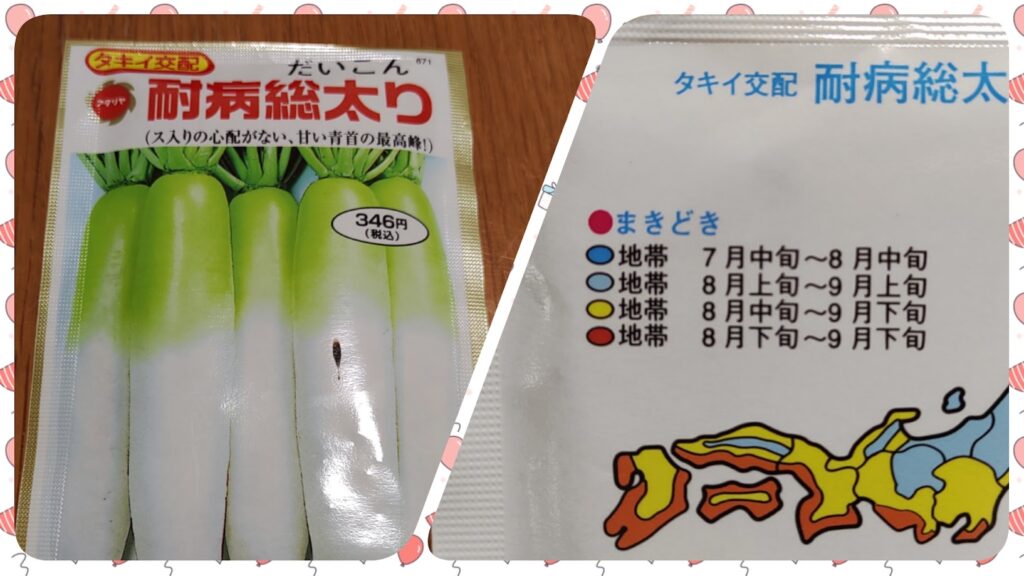 タキイ交配
だいこん
671
タキイ
耐病総太り
(ス入りの心配がない、甘い青首の最高峰!)
346円
(税込)
タキイ交配 耐病総太
●まきどき
地帯 7月中旬～8月中旬
地帯 8月上旬～9月上旬
地帯 8月中旬～9月下旬
地帯 8月下旬～9月下旬